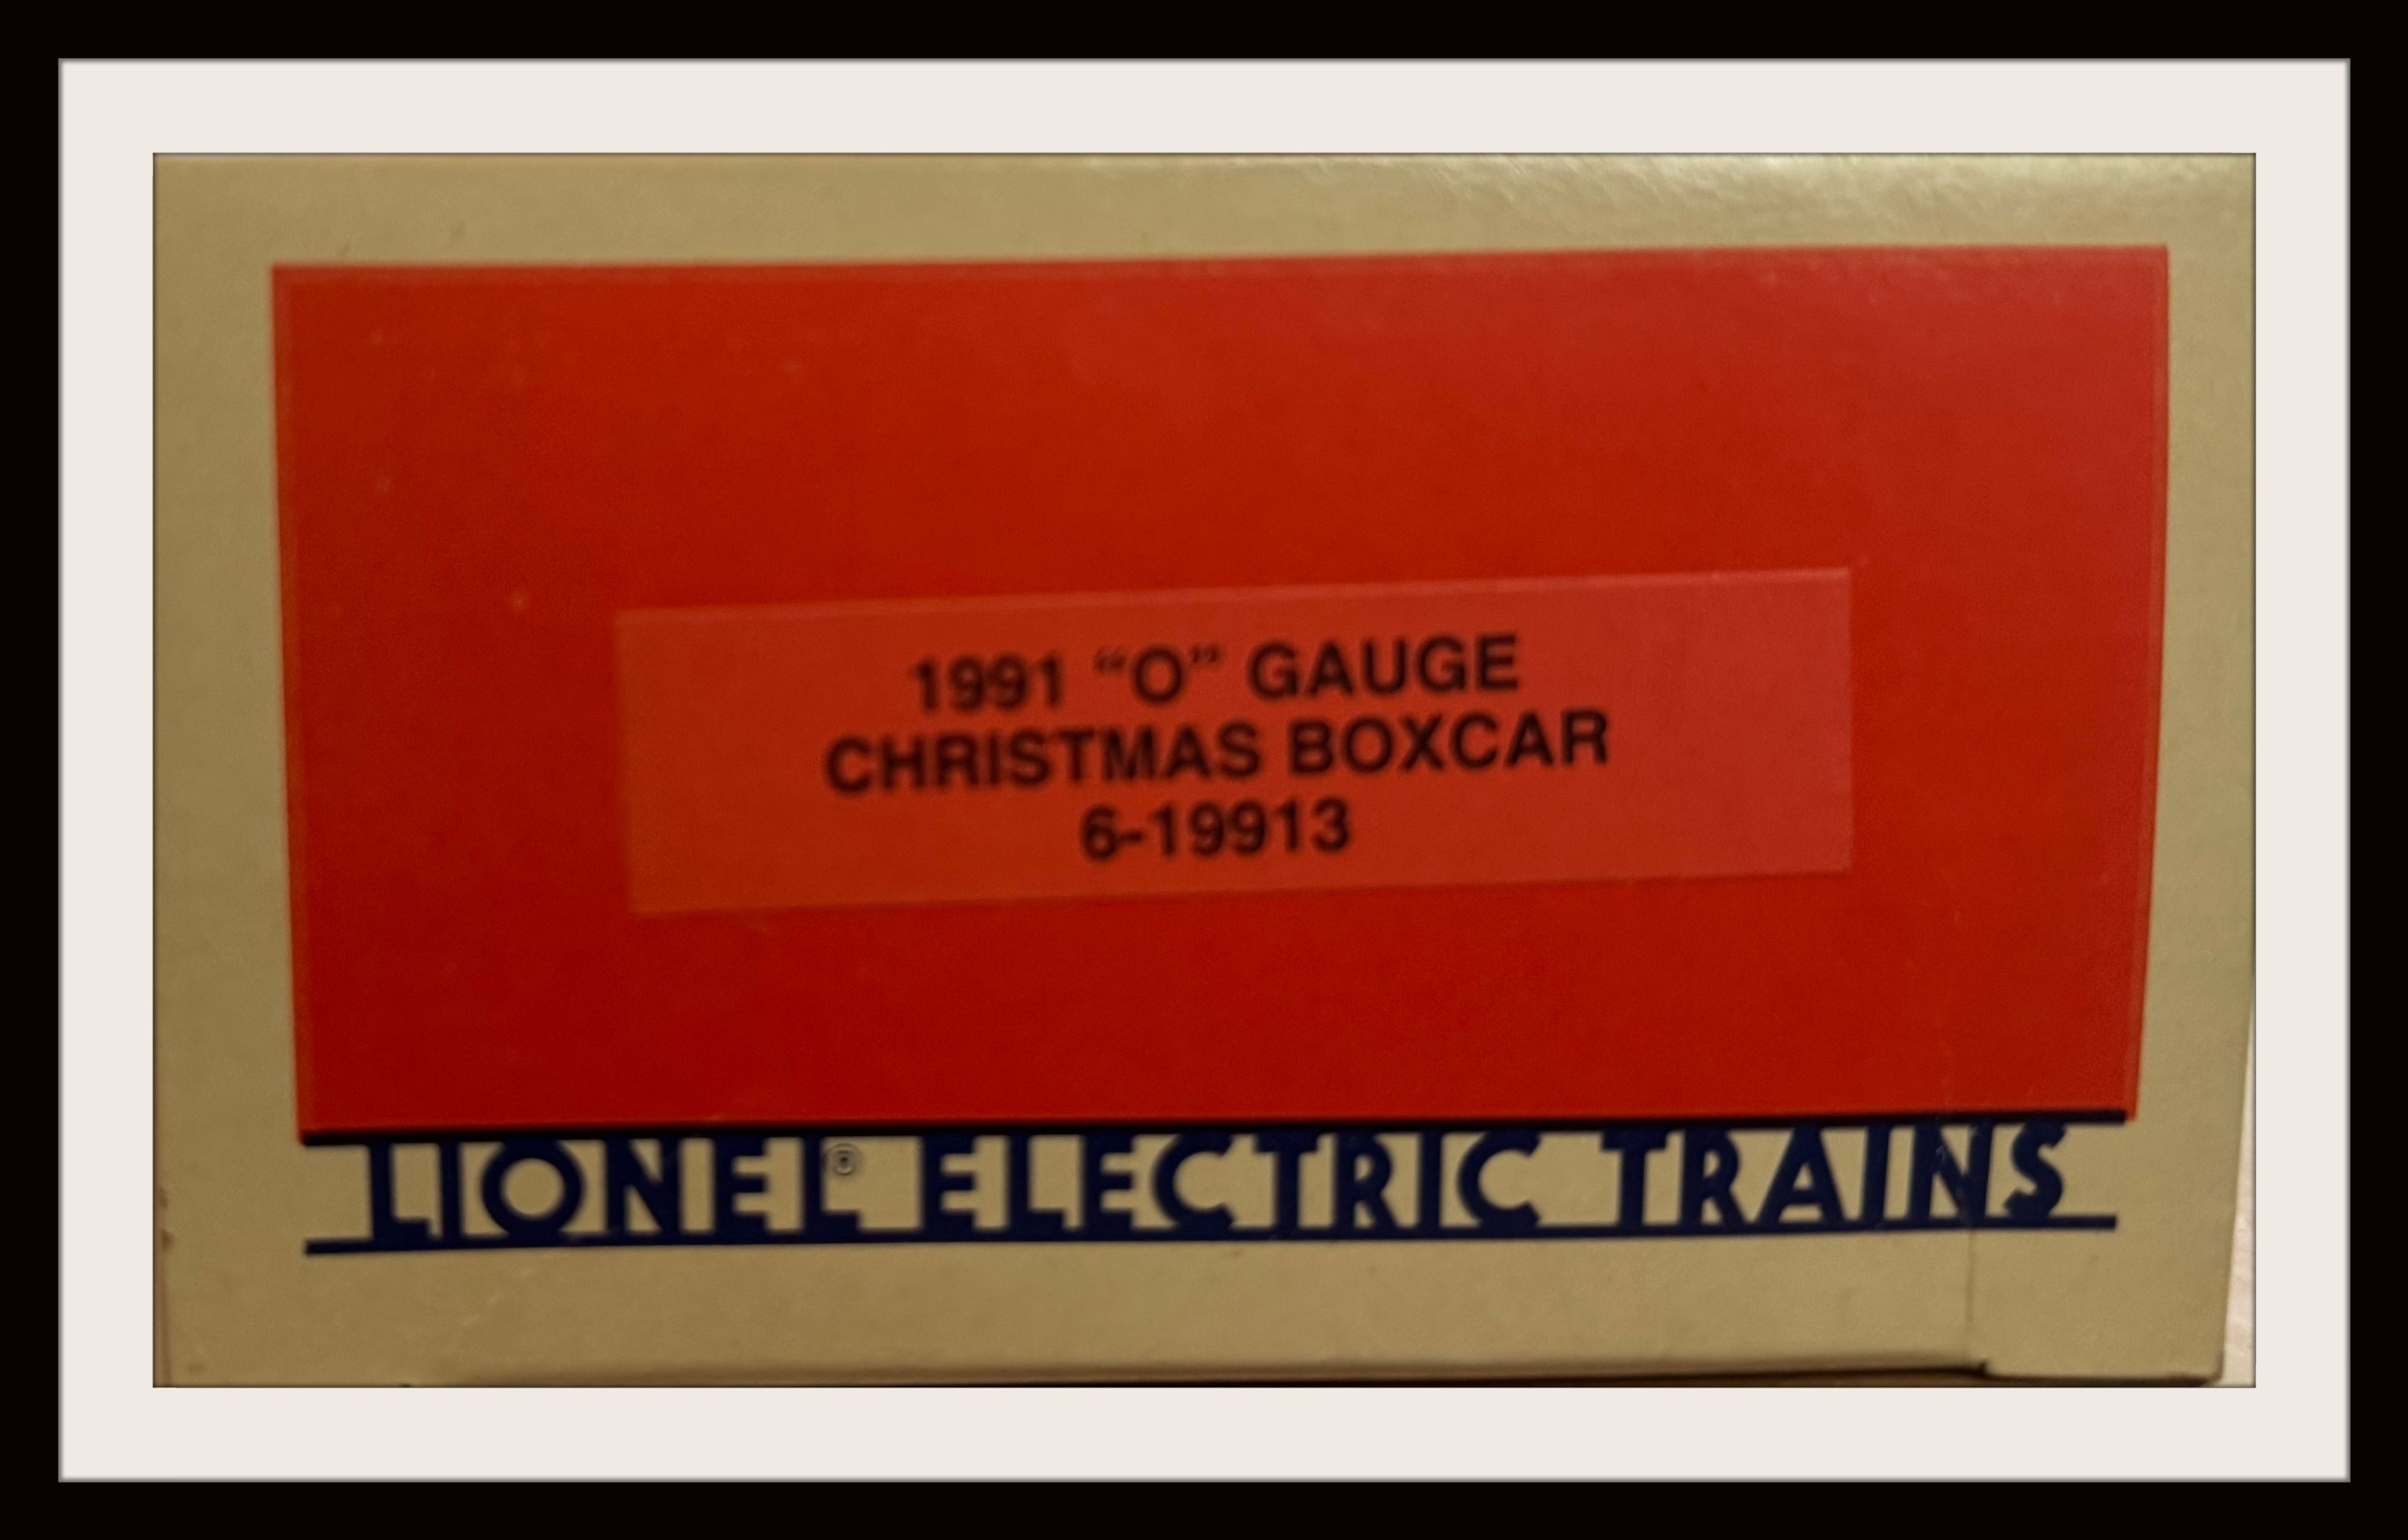 1991 “O” GAUGE
CHRISTMAS BOXCAR
6-19913
LIONEL® ELECTRIC TRAINS